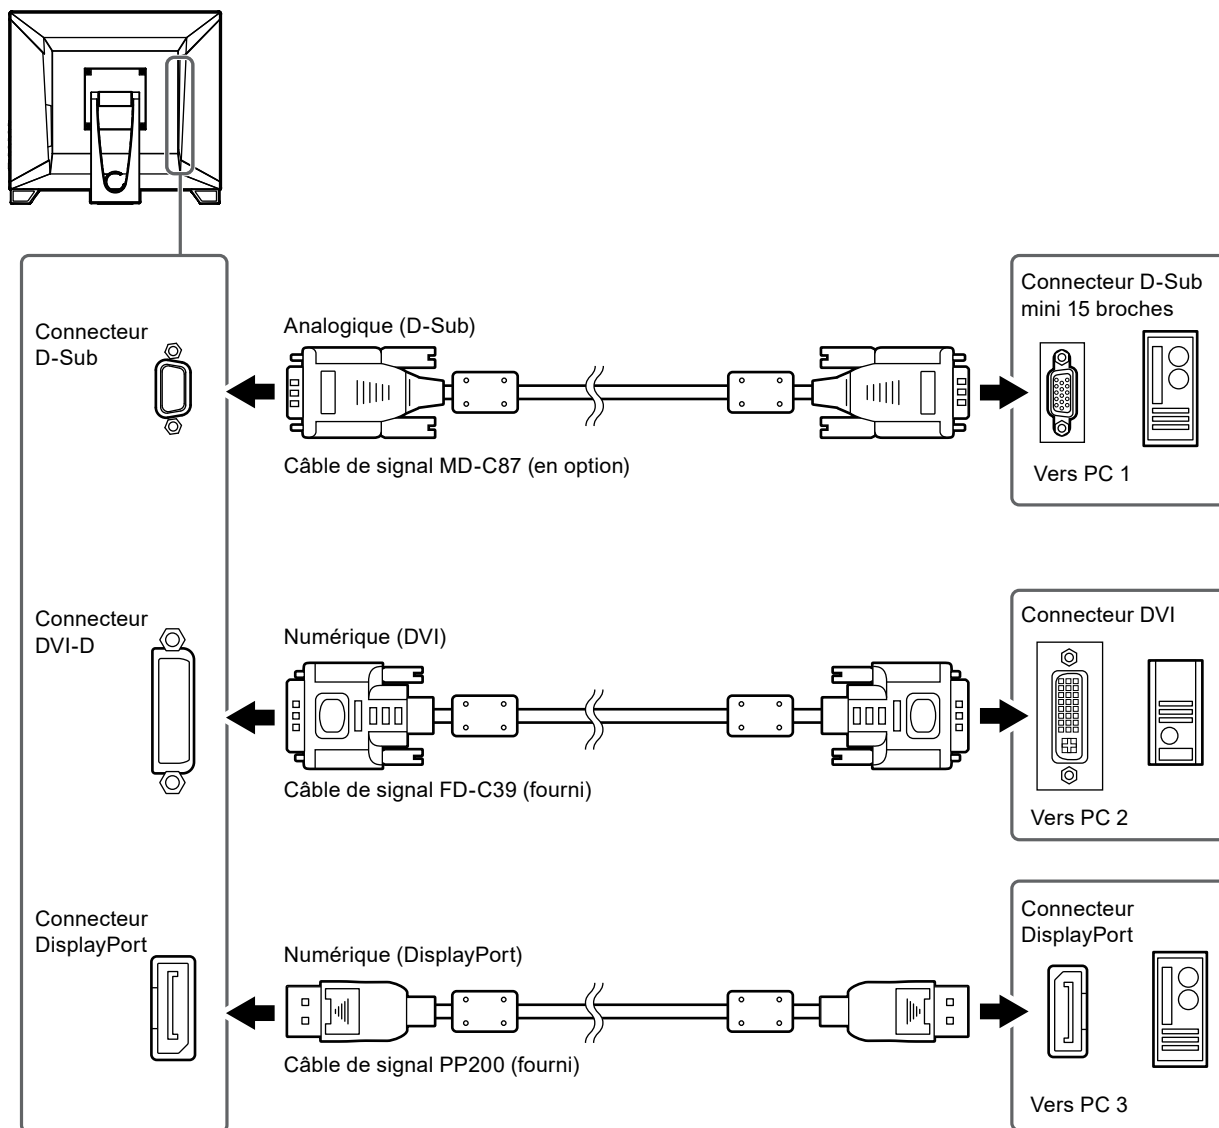 Connecteur
D-Sub
Analogique (D-Sub)
Câble de signal MD-C87 (en option)
Connecteur D-Sub
mini 15 broches
Vers PC 1
Connecteur
DVI-D
Numérique (DVI)
Câble de signal FD-C39 (fourni)
Connecteur DVI
Vers PC 2
Connecteur
DisplayPort
Numérique (DisplayPort)
Câble de signal PP200 (fourni)
Connecteur
DisplayPort
Vers PC 3